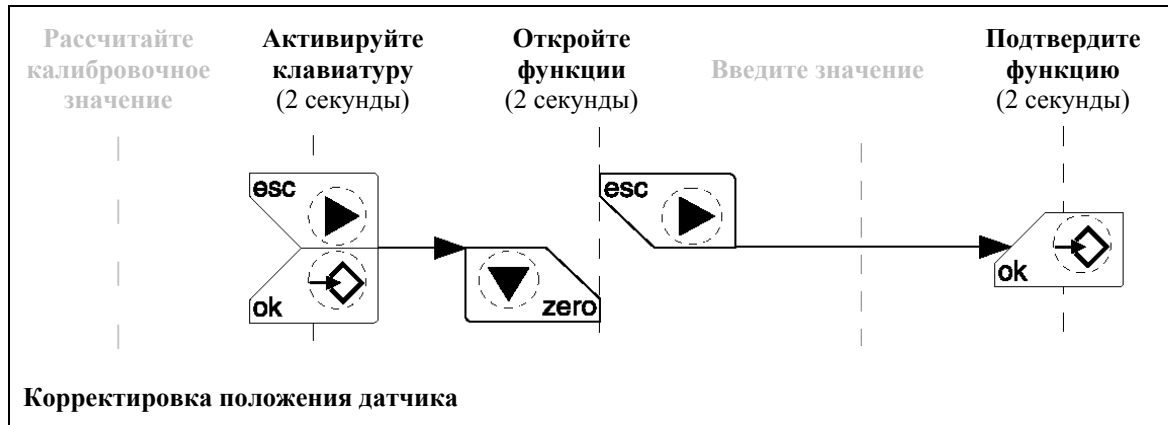 Рассчитайте
калибровочное
значение
Активируйте
клавиатуру
(2 секунды)
Откройте
функции
(2 секунды)
Введите значение
Подтвердите
функцию
(2 секунды)
esc
ok
zero
esc
ok
Корректировка положения датчика